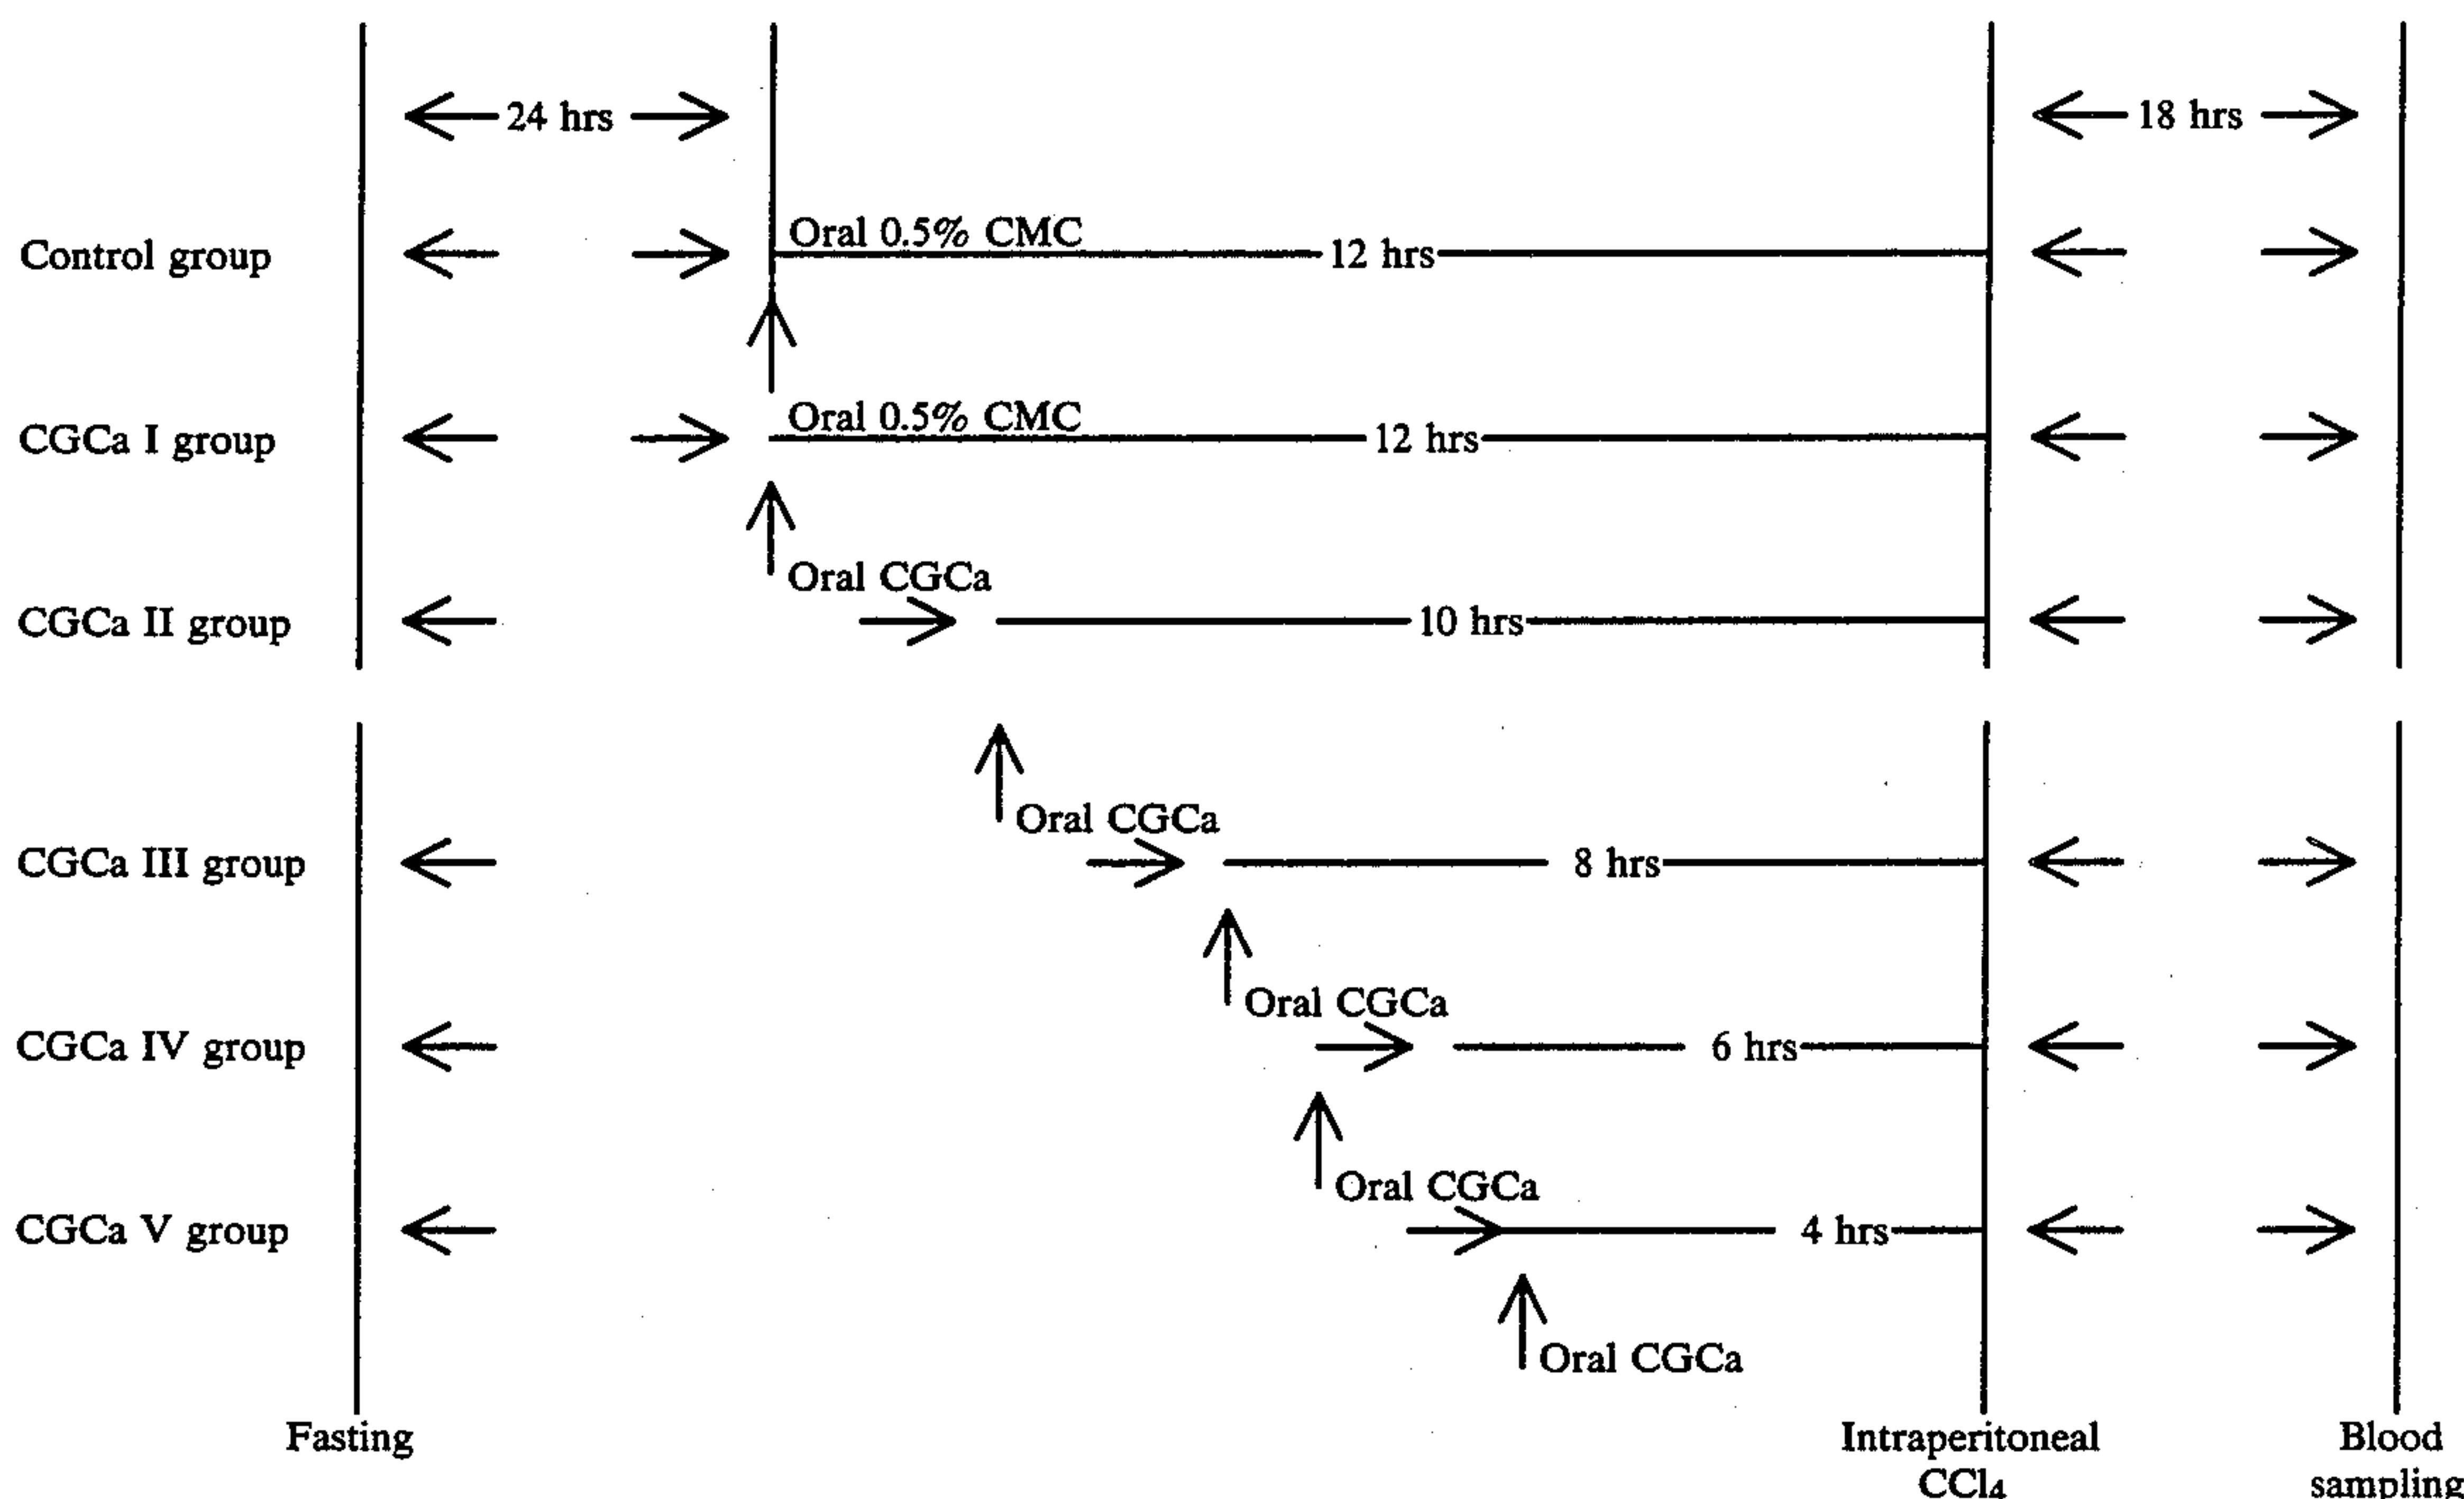 24 hrs 18 hrs
Oral 0.5% CMC
Control group 12 hrs
Oral 0.5% CMC
CGCa I group 12 hrs
Oral CGCa
CGCa II group 10 hrs
Oral CGCa
CGCa III group 8 hrs
Oral CGCa
CGCa IV group 6 hrs
Oral CGCa
CGCa V group 4 hrs
Oral CGCa
Fasting Intraperitoneal Blood
CCl4 sampling